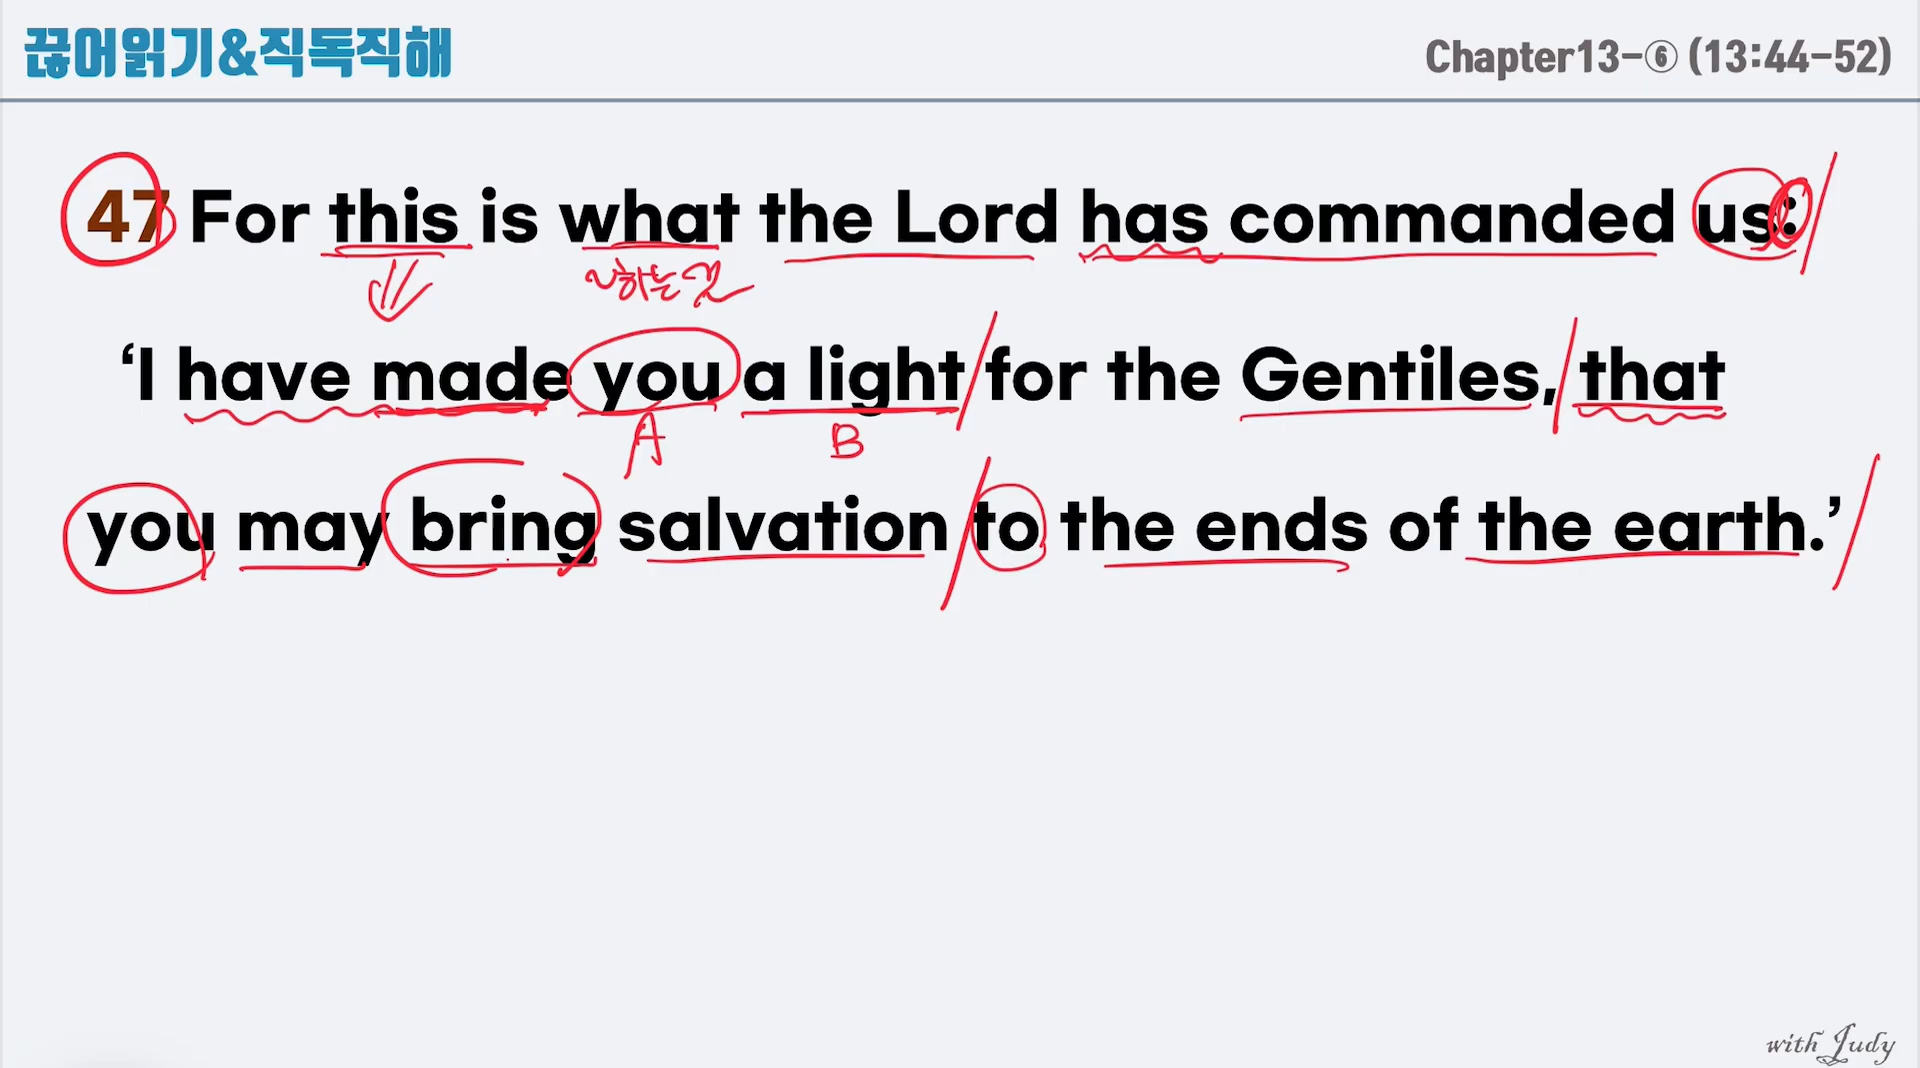 끊어읽기&직독직해
Chapter13-⑥ (13:44-52)
47 For this is what the Lord has commanded us:
~하는 것
‘I have made you a light for the Gentiles, that
A B
you may bring salvation to the ends of the earth.’
with Judy